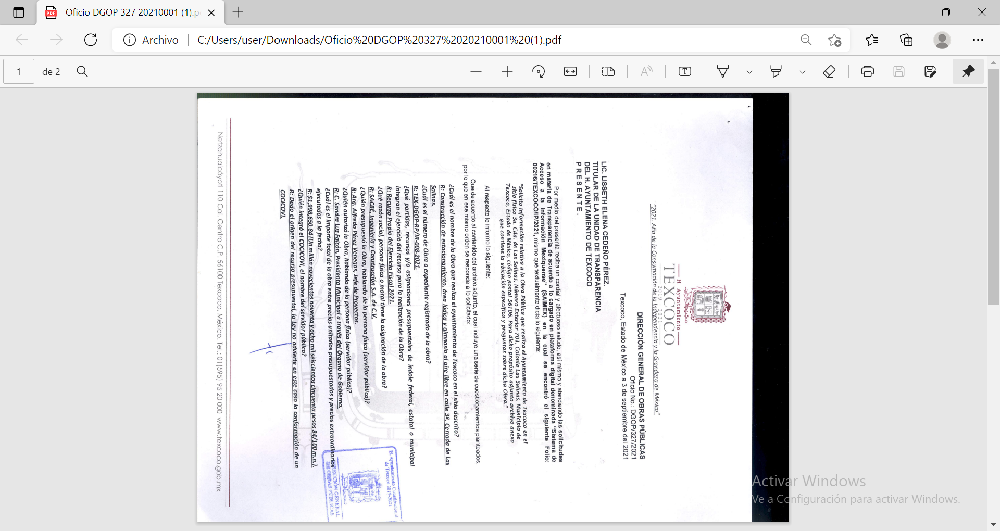 Oficio DGOP 327 20210001 (1).p
Archivo
C:/Users/user/Downloads/Oficio%20DGOP%20327%2020210001%20(1).pdf
1
de 2
H. Ayuntamiento
TEXCOCO
2019 - 2021
"2021. Año de la Consumación de la Independencia y la Grandeza de México"
DIRECCIÓN GENERAL DE OBRAS PÚBLICAS
Oficio No.: DGOP/327/2021
Texcoco, Estado de México a 3 de septiembre del 2021
LIC. LISSETH ELENA CEDEÑO PÉREZ.
TITULAR DE LA UNIDAD DE TRANSPARENCIA
DEL H. AYUNTAMIENTO DE TEXCOCO
P R E S E N T E .
Por medio del presenta reciba un cordial y afectuoso saludo, así mismo y atendiendo las solicitudes
en materia de Transparencia de acuerdo a lo cargado en plataforma digital denominada "Sistema de
Acceso a la Información Mexiquense" (SAIMEX) en la cual se encontró el siguiente Folio:
00216/TEXCOCO/IP/2021, mismo que textualmente dicta lo siguiente:
"Solicito Información relativa a la Obra Pública que realiza el Ayuntamiento de Texcoco en el
sitio físico 3a. Cda. de Las Salinas, Número Exterior 701, Colonia Las Salinas, Municipio de
Texcoco, Estado de México, código postal 56106. Para dicho propósito adjunto archivo anexo
que contiene la ubicación específica y preguntas sobre dicha Obra."
Al respecto le informo lo siguiente:
Que de acuerdo al contenido del archivo adjunto, el cual incluye una serie de cuestionamientos planteados,
por lo que en ese mismo orden se responde a lo solicitado:
¿Cuál es el nombre de la Obra que realiza el ayuntamiento de Texcoco en el sitio descrito?
R: Construcción de estacionamiento, área lúdica y gimnasio al aire libre en calle 3ª. Cerrada de Las
Salinas.
¿Cuál es el número de Obra o expediente registrado de la obra?
R: TEX-DGOP-RP/IR-008-2021.
¿Qué partidas, recursos y/o asignaciones presupuestales de índole federal, estatal o municipal
integran el ejercicio del recurso para la realización de la Obra?
R: Recurso Propio del Ejercicio Fiscal 2021.
¿Qué razón social, persona física o moral tiene la asignación de la obra?
R: SACBÉ, Ingeniería y Construcción S.A. de C.V.
¿Quién presupuestó la Obra, hablando de la persona física (servidor público)?
R: Arq. Alfredo Pérez Venegas, Jefe de Proyectos.
¿Quién autorizó la Obra, hablando de la persona física (servidor público)?
R: C. Sandra Luz Falcón, Presidenta Municipal a través del Órgano de Gobierno.
¿Cuál es el importe total de la obre entre precios unitarios presupuestados y precios extraordinarios
ejecutados a la fecha?
R: $1,998,650.84 (Un millón novecientos noventa y ocho mil seiscientos cincuenta pesos 84/100 m.n.).
¿Quién integró el COCICOVI, el nombre del servidor público?
R: Dado el origen del recurso presupuestal, la Ley no advierte en este caso la conformación de un
COCICOVI.
H. Ayuntamiento Constitucional
de Texcoco 2019-2021
DIRECCIÓN GENERAL
DE OBRAS PÚBLICAS
Netzahualcóyotl 110 Col. Centro C.P. 56100 Texcoco, México. Tel.: 01 (595) 95 20 000 www.texcoco.gob.mx
Activar Windows
Ve a Configuración para activar Windows.